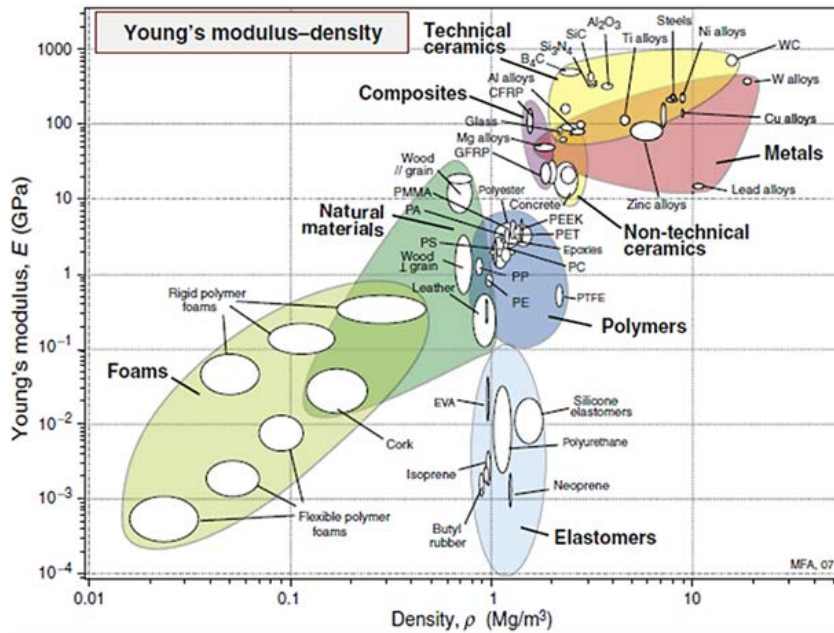 Young's modulus–density
Technical
ceramics
Composites
Natural
materials
Foams
Metals
Non-technical
ceramics
Polymers
Elastomers
Al₂O₃
SiC
Si₃N₄
B₄C
Steels
Ti alloys
Ni alloys
WC
W alloys
Al alloys
CFRP
Glass
Mg alloys
GFRP
Cu alloys
Zinc alloys
Lead alloys
Wood
// grain
PMMA
PA
PS
Wood
⊥ grain
Leather
Polyester
Concrete
PEEK
PET
Epoxies
PC
PP
PE
PTFE
Rigid polymer
foams
Cork
Flexible polymer
foams
EVA
Silicone
elastomers
Polyurethane
Isoprene
Neoprene
Butyl
rubber
MFA, 07
Young's modulus, E (GPa)
1000
100
10
1
10⁻¹
10⁻²
10⁻³
10⁻⁴
0.01
0.1
1
10
Density, ρ (Mg/m³)